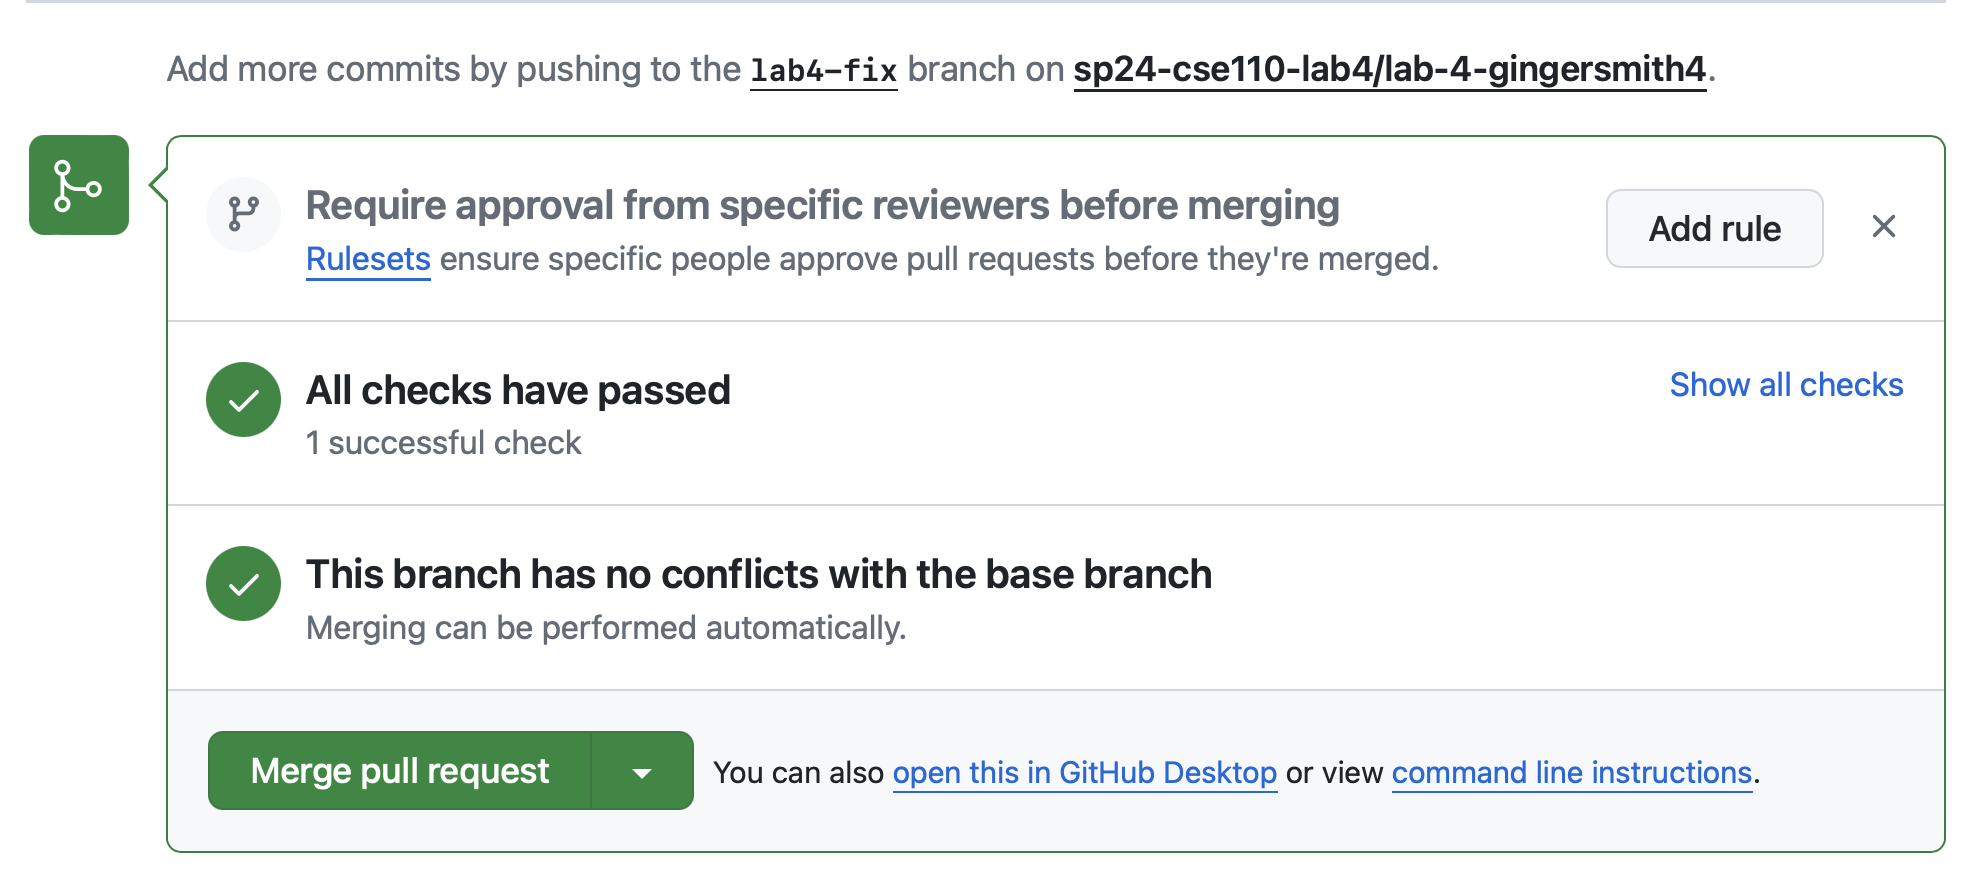 Add more commits by pushing to the lab4-fix branch on sp24-cse110-lab4/lab-4-gingersmith4.
Require approval from specific reviewers before merging
Rulesets ensure specific people approve pull requests before they're merged.
Add rule
All checks have passed
1 successful check
Show all checks
This branch has no conflicts with the base branch
Merging can be performed automatically.
Merge pull request
You can also open this in GitHub Desktop or view command line instructions.